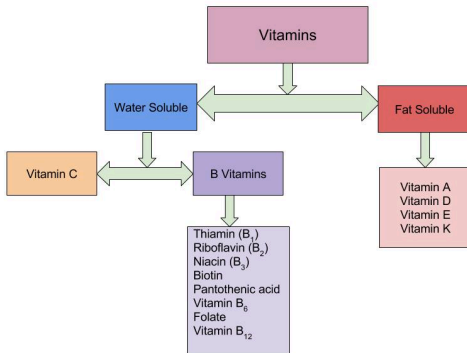 Vitamins
Water Soluble
Fat Soluble
Vitamin C
B Vitamins
Vitamin A
Vitamin D
Vitamin E
Vitamin K
Thiamin (B₁)
Riboflavin (B₂)
Niacin (B₃)
Biotin
Pantothenic acid
Vitamin B₆
Folate
Vitamin B₁₂